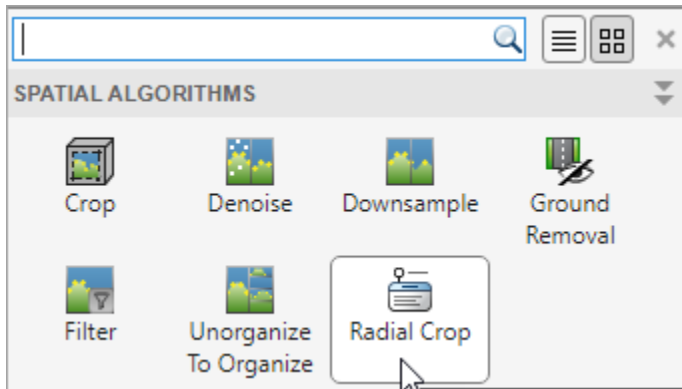 SPATIAL ALGORITHMS
Crop
Denoise
Downsample
Ground
Removal
Filter
Unorganize
To Organize
Radial Crop